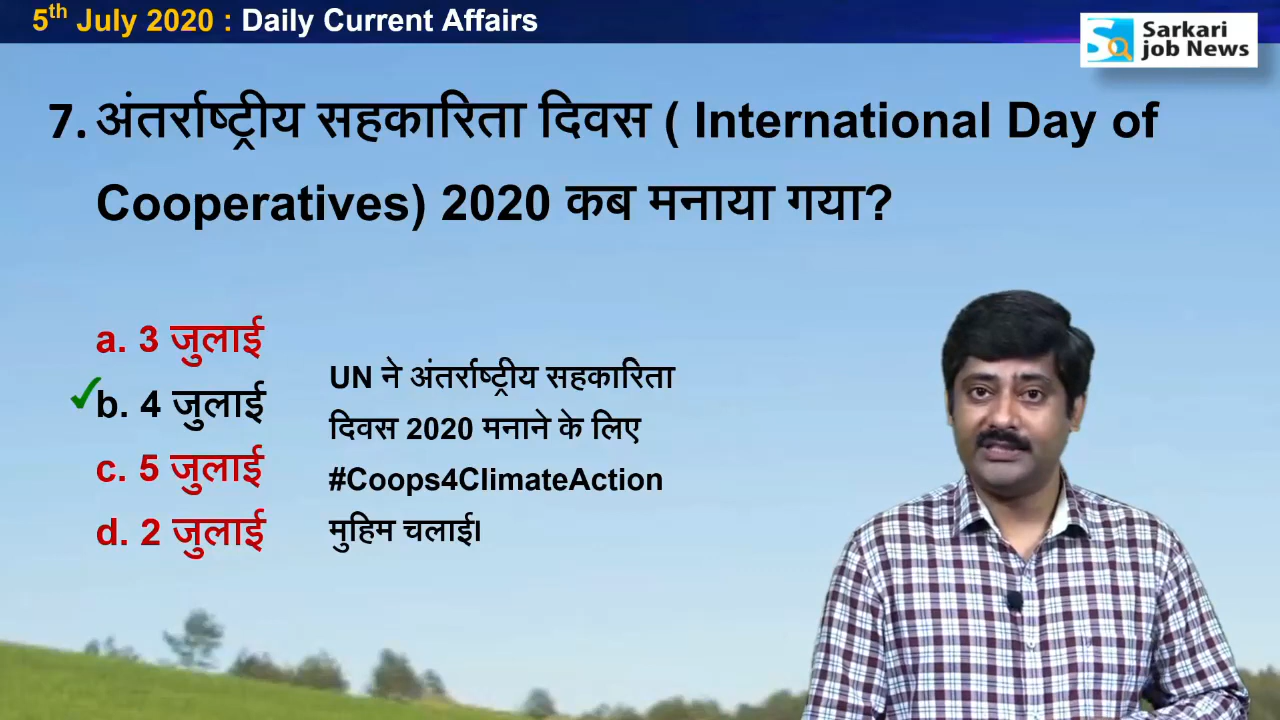 5th July 2020 : Daily Current Affairs
Sarkari
job News
7. अंतर्राष्ट्रीय सहकारिता दिवस ( International Day of
Cooperatives) 2020 कब मनाया गया?
a. 3 जुलाई
b. 4 जुलाई
c. 5 जुलाई
d. 2 जुलाई
UN ने अंतर्राष्ट्रीय सहकारिता
दिवस 2020 मनाने के लिए
#Coops4ClimateAction
मुहिम चलाई।